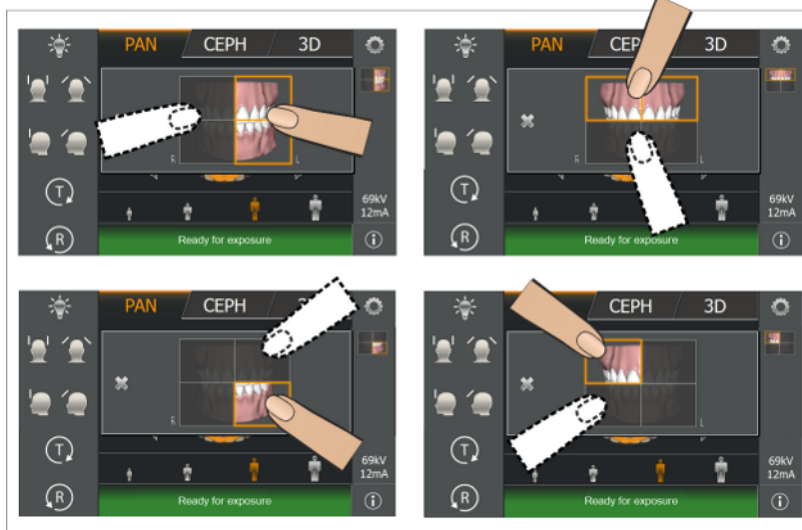 PAN CEPH 3D
R L
T
69kV
12mA
R
Ready for exposure
i
PAN 3D
R L
T
69kV
12mA
R
Ready for exposure
i
PAN CEPH
R
T
69kV
12mA
R
Ready for exposure
i
CEPH 3D
L
T
69kV
12mA
R
Ready for exposure
i